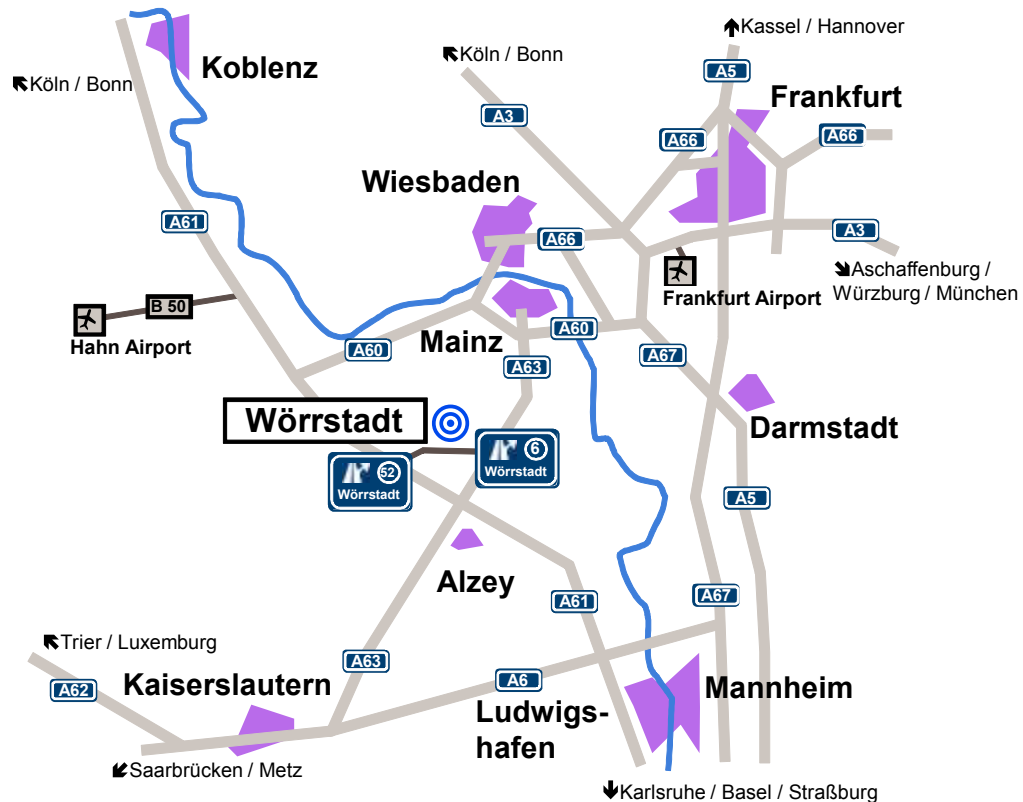 Kassel / Hannover
Köln / Bonn
Koblenz
Köln / Bonn
A5
Frankfurt
A3
A66
A66
Wiesbaden
A61
A66
A3
Aschaffenburg /
Würzburg / München
Frankfurt Airport
B 50
Hahn Airport
A60
Mainz
A60
A67
A63
Wörrstadt
Darmstadt
52
Wörrstadt
6
Wörrstadt
A5
Alzey
A61
A67
Trier / Luxemburg
A63
A62
Kaiserslautern
A6
Mannheim
Ludwigs-
hafen
Saarbrücken / Metz
Karlsruhe / Basel / Straßburg